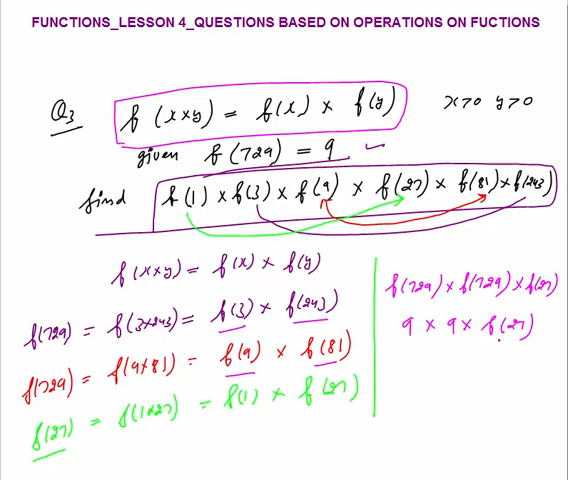 FUNCTIONS_LESSON 4_QUESTIONS BASED ON OPERATIONS ON FUCTIONS
Q3 f(x×y) = f(x) × f(y) x>0 y>0
given f(729) = 9
find f(1) × f(3) × f(9) × f(27) × f(81) × f(243)
f(x×y) = f(x) × f(y)
f(729) = f(3×243) = f(3) × f(243)
f(729) = f(9×81) = f(9) × f(81)
f(27) = f(1×27) = f(1) × f(27)
f(729) × f(729) × f(27)
9 × 9 × f(27)